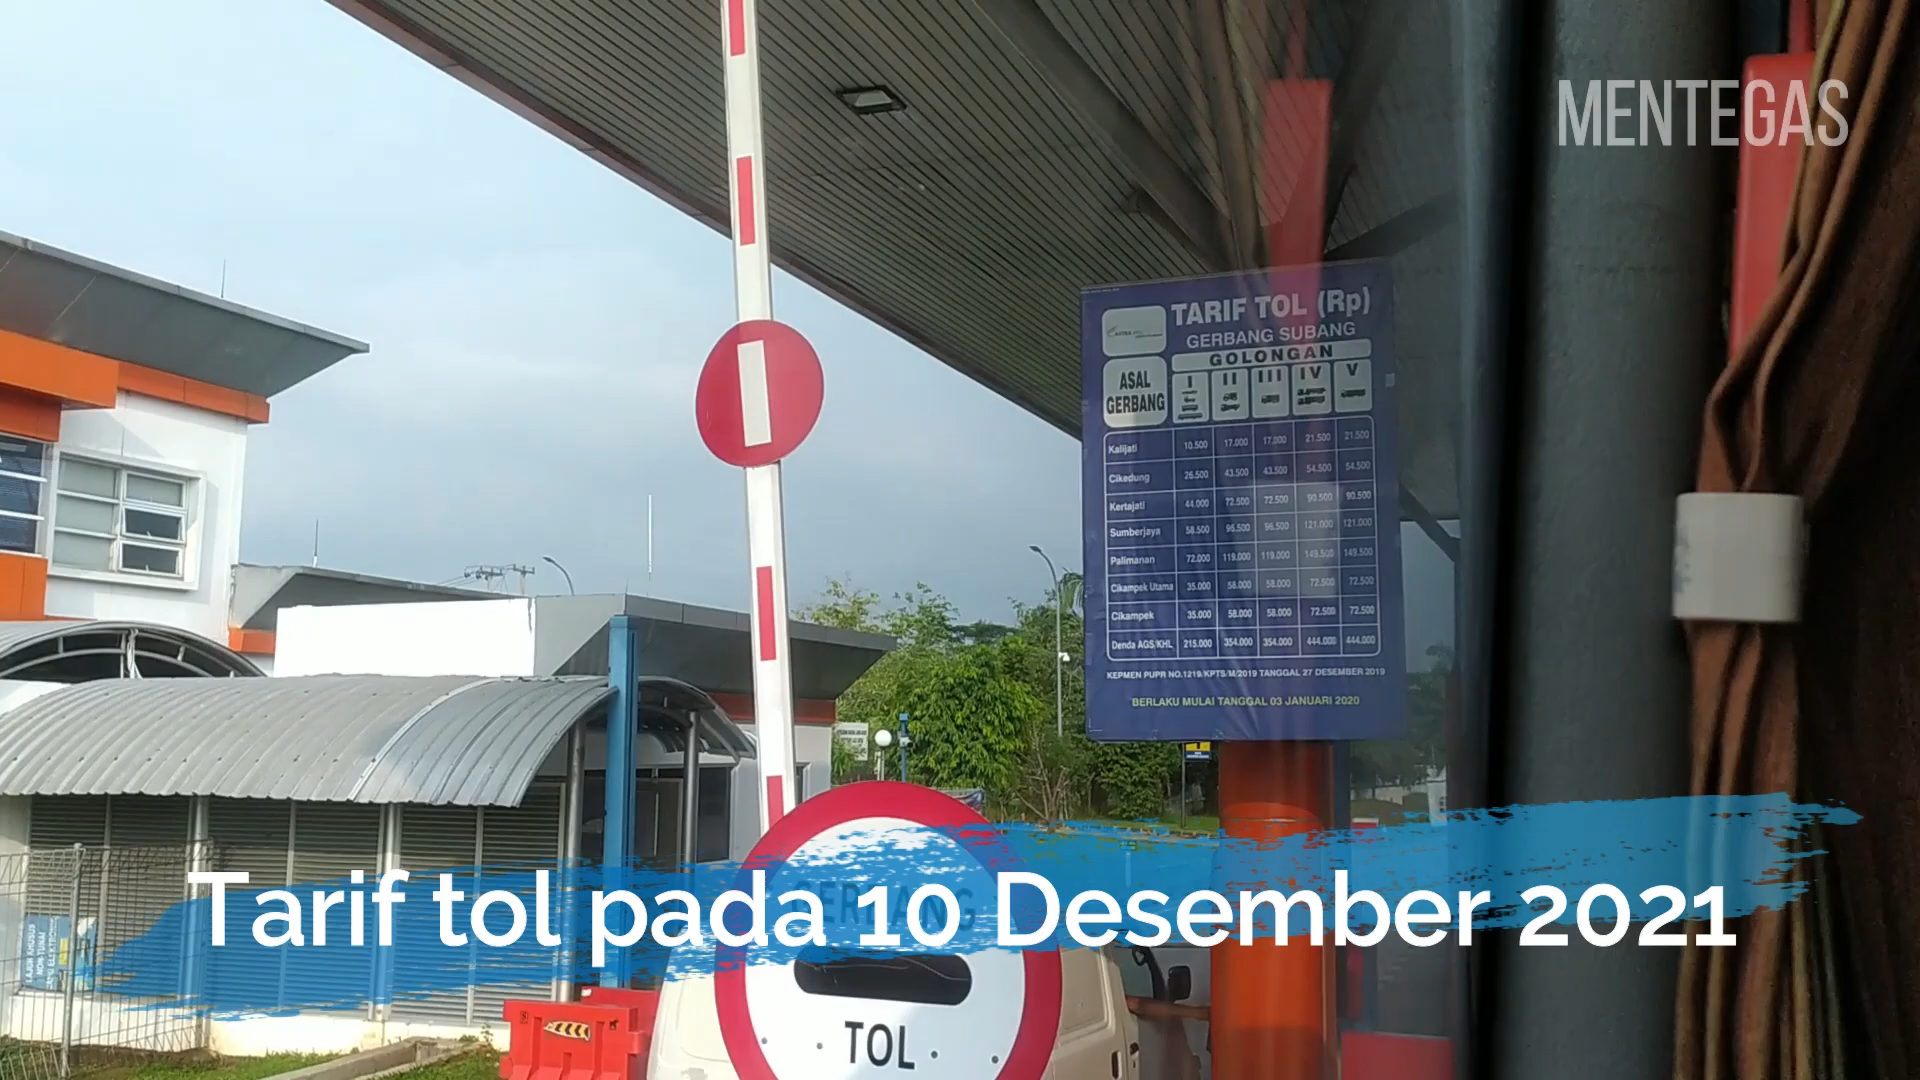 MENTEGAS
TARIF TOL (Rp)
GERBANG SUBANG
GOLONGAN
ASAL GERBANG I II III IV V
Kalijati 10.500 17.000 17.000 21.500 21.500
Cikedung 26.500 43.500 43.500 54.500 54.500
Kertajati 44.000 72.500 72.500 90.500 90.500
Sumberjaya 58.500 96.500 96.500 121.000 121.000
Palimanan 72.000 119.000 119.000 149.500 149.500
Cikampek Utama 35.000 58.000 58.000 72.500 72.500
Cikampek 35.000 58.000 58.000 72.500 72.500
Denda AGS/KHL 215.000 354.000 354.000 444.000 444.000
KEPMEN PUPR NO.1219/KPTS/M/2019 TANGGAL 27 DESEMBER 2019
BERLAKU MULAI TANGGAL 03 JANUARI 2020
GERBANG
TOL
Tarif tol pada 10 Desember 2021